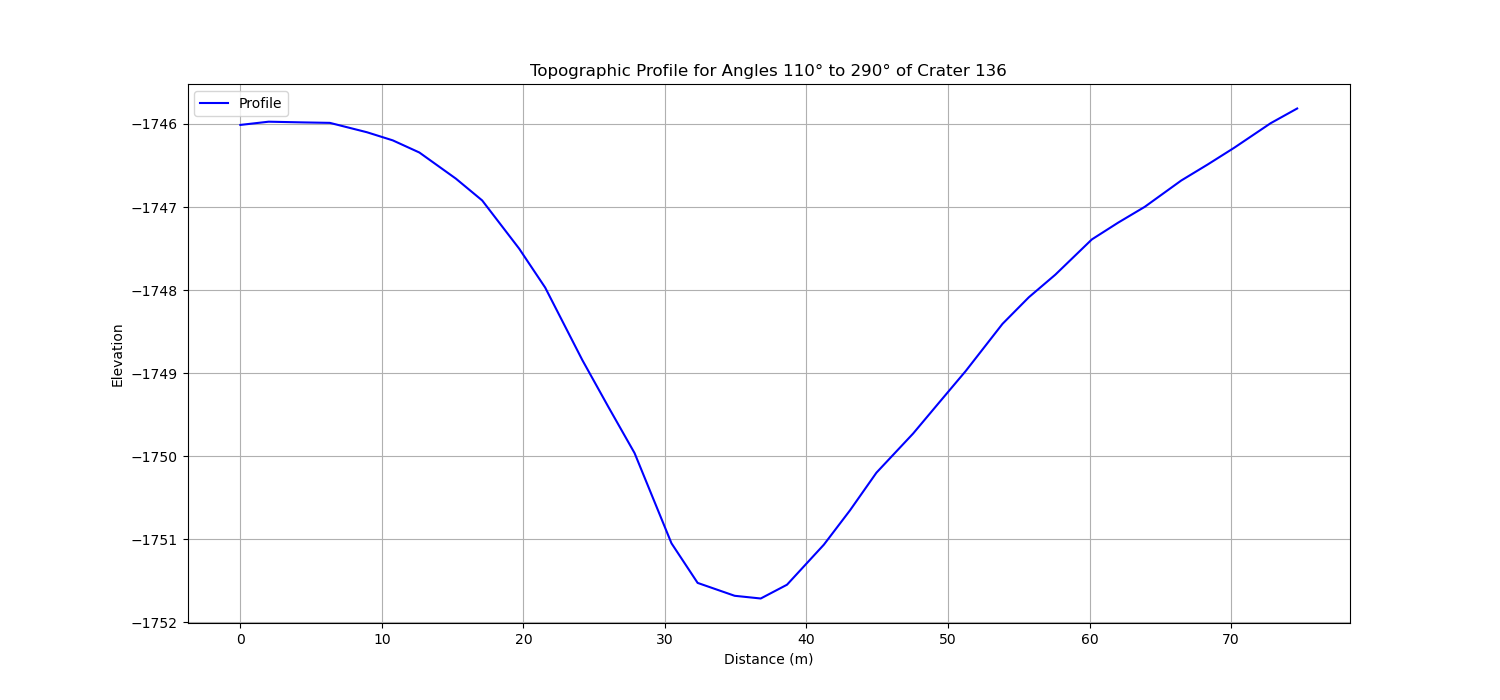 Topographic Profile for Angles 110° to 290° of Crater 136
Profile
−1746
−1747
−1748
−1749
−1750
−1751
−1752
Elevation
0 10 20 30 40 50 60 70
Distance (m)